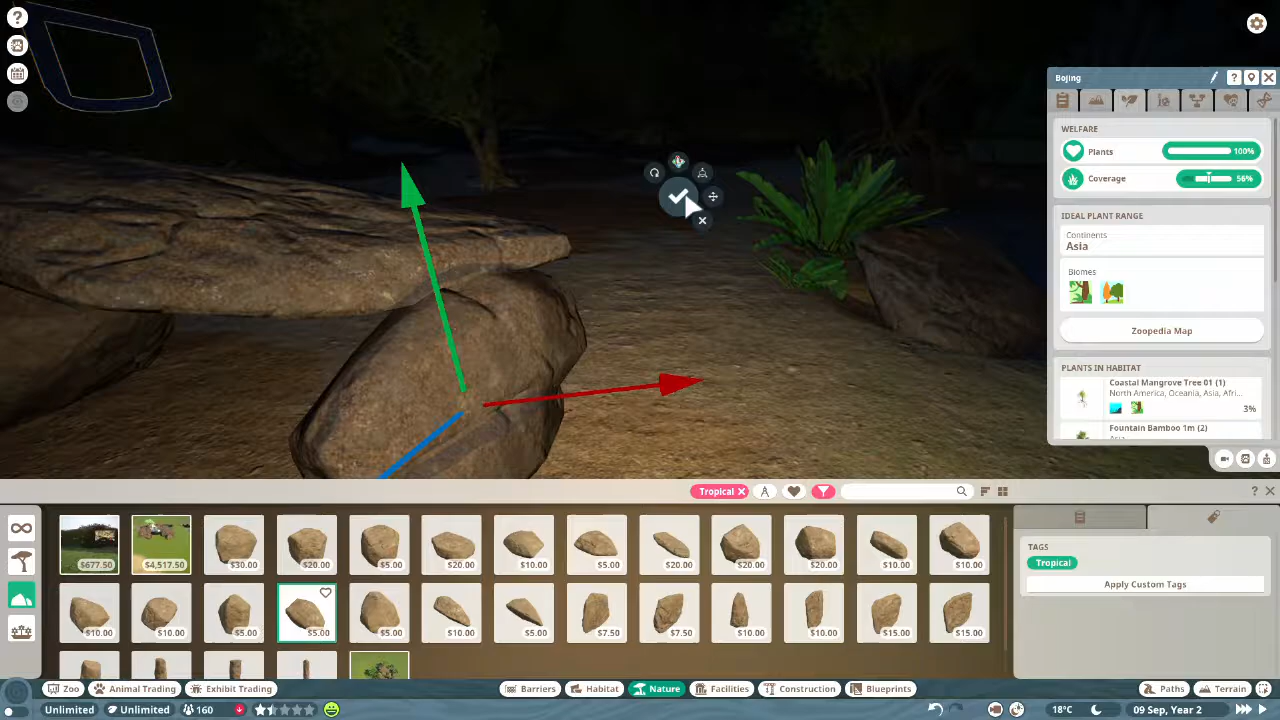 ?
Bojing
?
WELFARE
Plants 100%
Coverage 56%
IDEAL PLANT RANGE
Continents
Asia
Biomes
Zoopedia Map
PLANTS IN HABITAT
Coastal Mangrove Tree 01 (1)
North America, Oceania, Asia, Afri...
3%
Fountain Bamboo 1m (2)
Tropical
?
$677.50 $4,517.50 $30.00 $20.00 $5.00 $20.00 $10.00 $5.00 $20.00 $20.00 $20.00 $10.00 $10.00
$10.00 $10.00 $5.00 $5.00 $5.00 $10.00 $5.00 $7.50 $7.50 $10.00 $10.00 $15.00 $15.00
TAGS
Tropical
Apply Custom Tags
Zoo Animal Trading Exhibit Trading Barriers Habitat Nature Facilities Construction Blueprints Paths Terrain
Unlimited Unlimited 160 18°C 09 Sep, Year 2